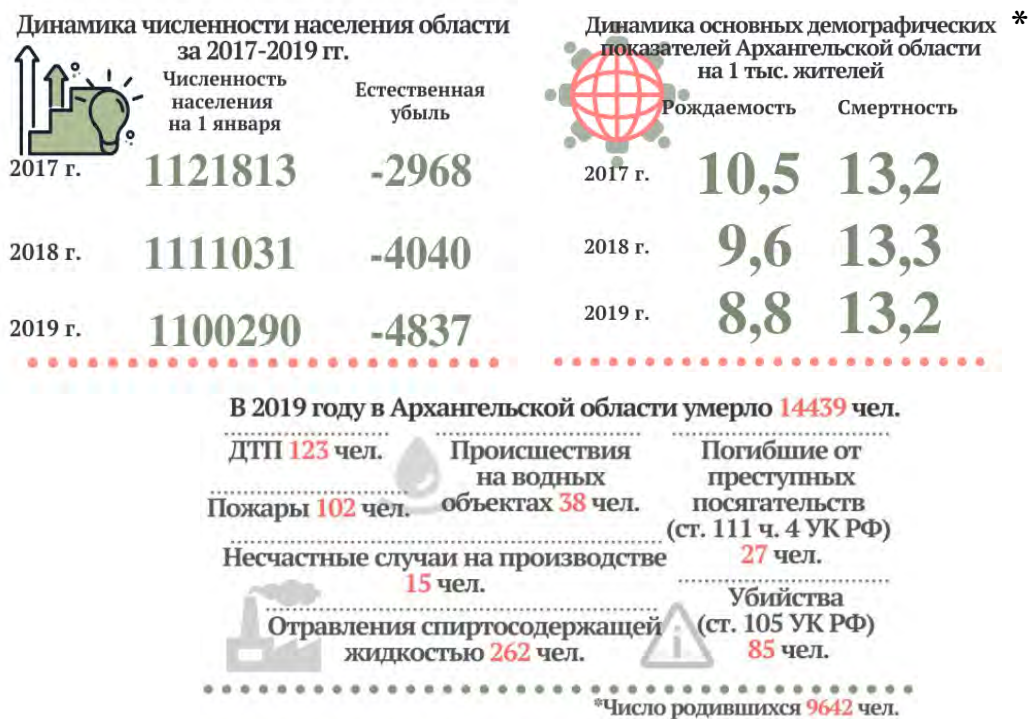 Динамика численности населения области
за 2017-2019 гг.
Численность
населения
на 1 января
Естественная
убыль
2017 г. 1121813 -2968
2018 г. 1111031 -4040
2019 г. 1100290 -4837
Динамика основных демографических *
показателей Архангельской области
на 1 тыс. жителей
Рождаемость Смертность
2017 г. 10,5 13,2
2018 г. 9,6 13,3
2019 г. 8,8 13,2
В 2019 году в Архангельской области умерло 14439 чел.
ДТП 123 чел.
Пожары 102 чел.
Происшествия
на водных
объектах 38 чел.
Погибшие от
преступных
посягательств
(ст. 111 ч. 4 УК РФ)
27 чел.
Несчастные случаи на производстве
15 чел.
Отравления спиртосодержащей
жидкостью 262 чел.
Убийства
(ст. 105 УК РФ)
85 чел.
*Число родившихся 9642 чел.